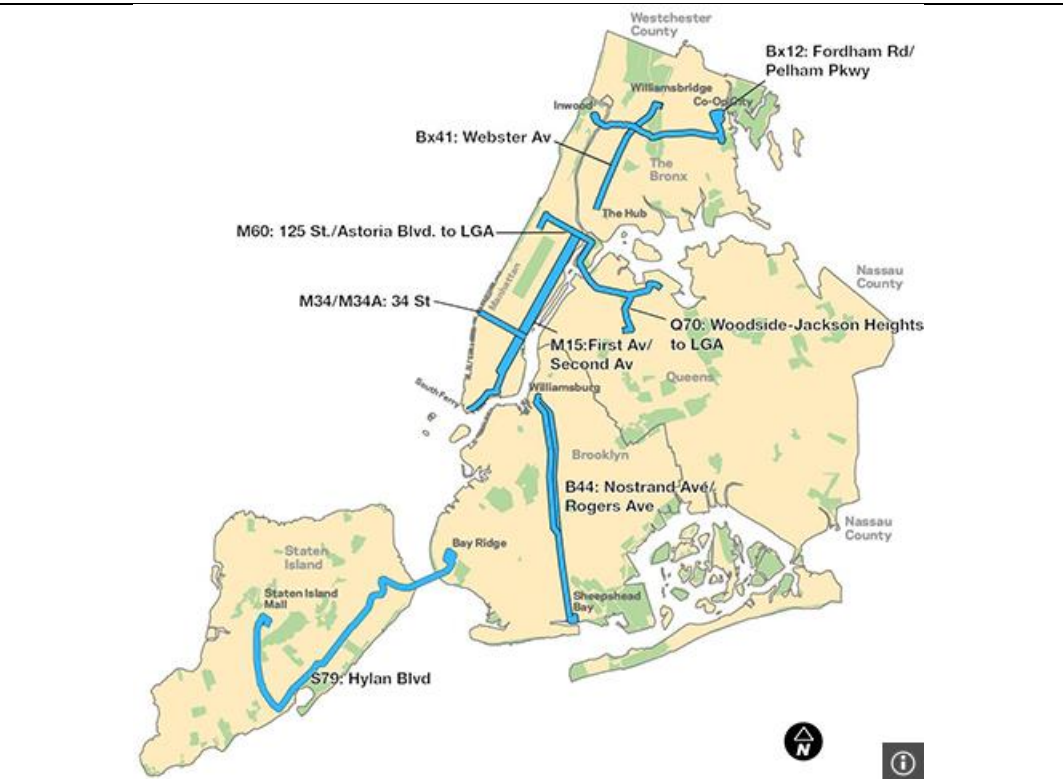 Westchester
County
Bx12: Fordham Rd/
Pelham Pkwy
Williamsbridge
Inwood
Co-Op City
Bx41: Webster Av
The
Bronx
The Hub
M60: 125 St./Astoria Blvd. to LGA
Manhattan
Nassau
County
M34/M34A: 34 St
Q70: Woodside-Jackson Heights
to LGA
M15:First Av/
Second Av
Queens
South Ferry
Williamsburg
Brooklyn
B44: Nostrand Ave/
Rogers Ave
Nassau
County
Bay Ridge
Staten
Island
Staten Island
Mall
Sheepshead
Bay
S79: Hylan Blvd
N